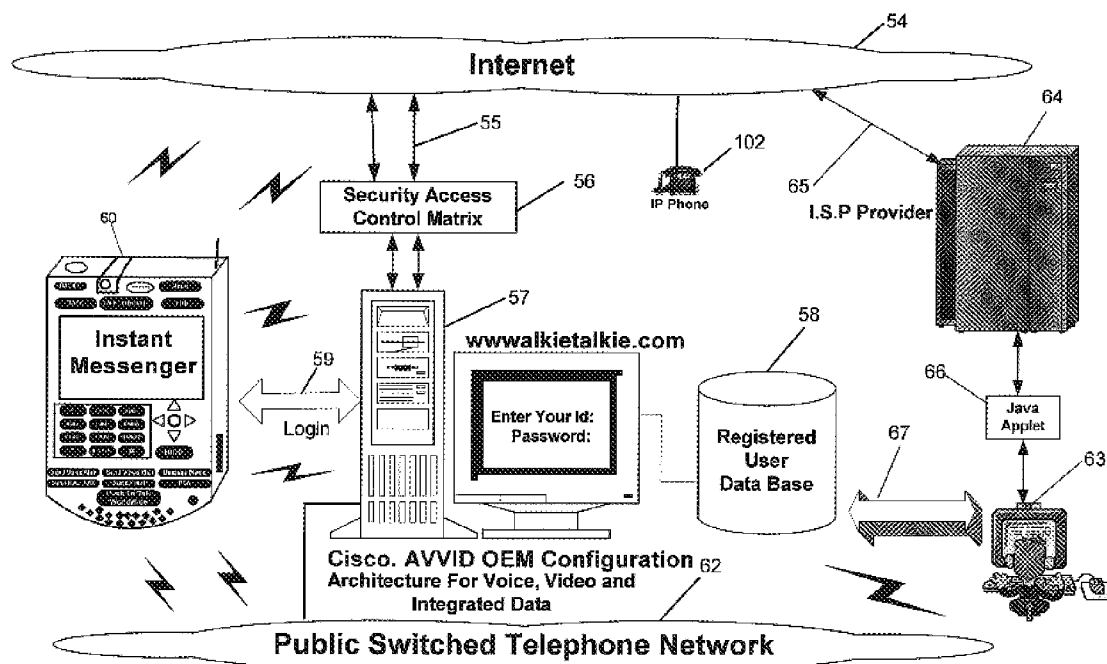 54
Internet
55
64
102
56
Security Access
Control Matrix
IP Phone
65
I.S.P Provider
60
57
Instant
Messenger
wwwalkietalkie.com
58
59
Login
Enter Your Id:
Password:
66
Java
Applet
Registered
User
Data Base
67
63
Cisco. AVVID OEM Configuration
Architecture For Voice, Video and
Integrated Data
62
Public Switched Telephone Network